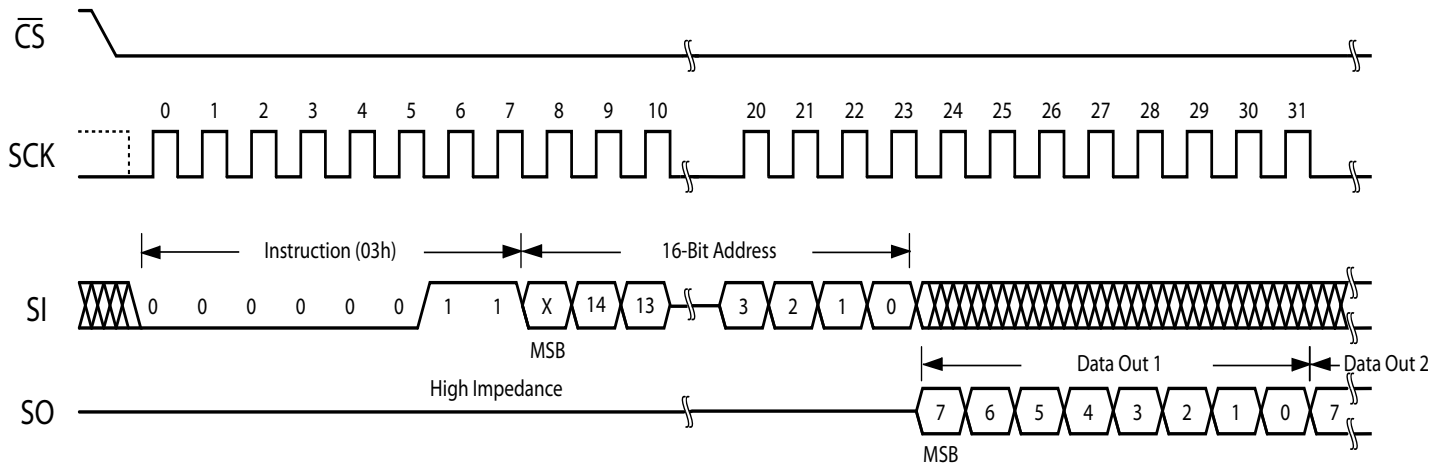 CS
0 1 2 3 4 5 6 7 8 9 10 20 21 22 23 24 25 26 27 28 29 30 31
SCK
Instruction (03h) 16-Bit Address
SI 0 0 0 0 0 0 1 1 X 14 13 3 2 1 0
MSB
High Impedance Data Out 1 Data Out 2
SO 7 6 5 4 3 2 1 0 7
MSB